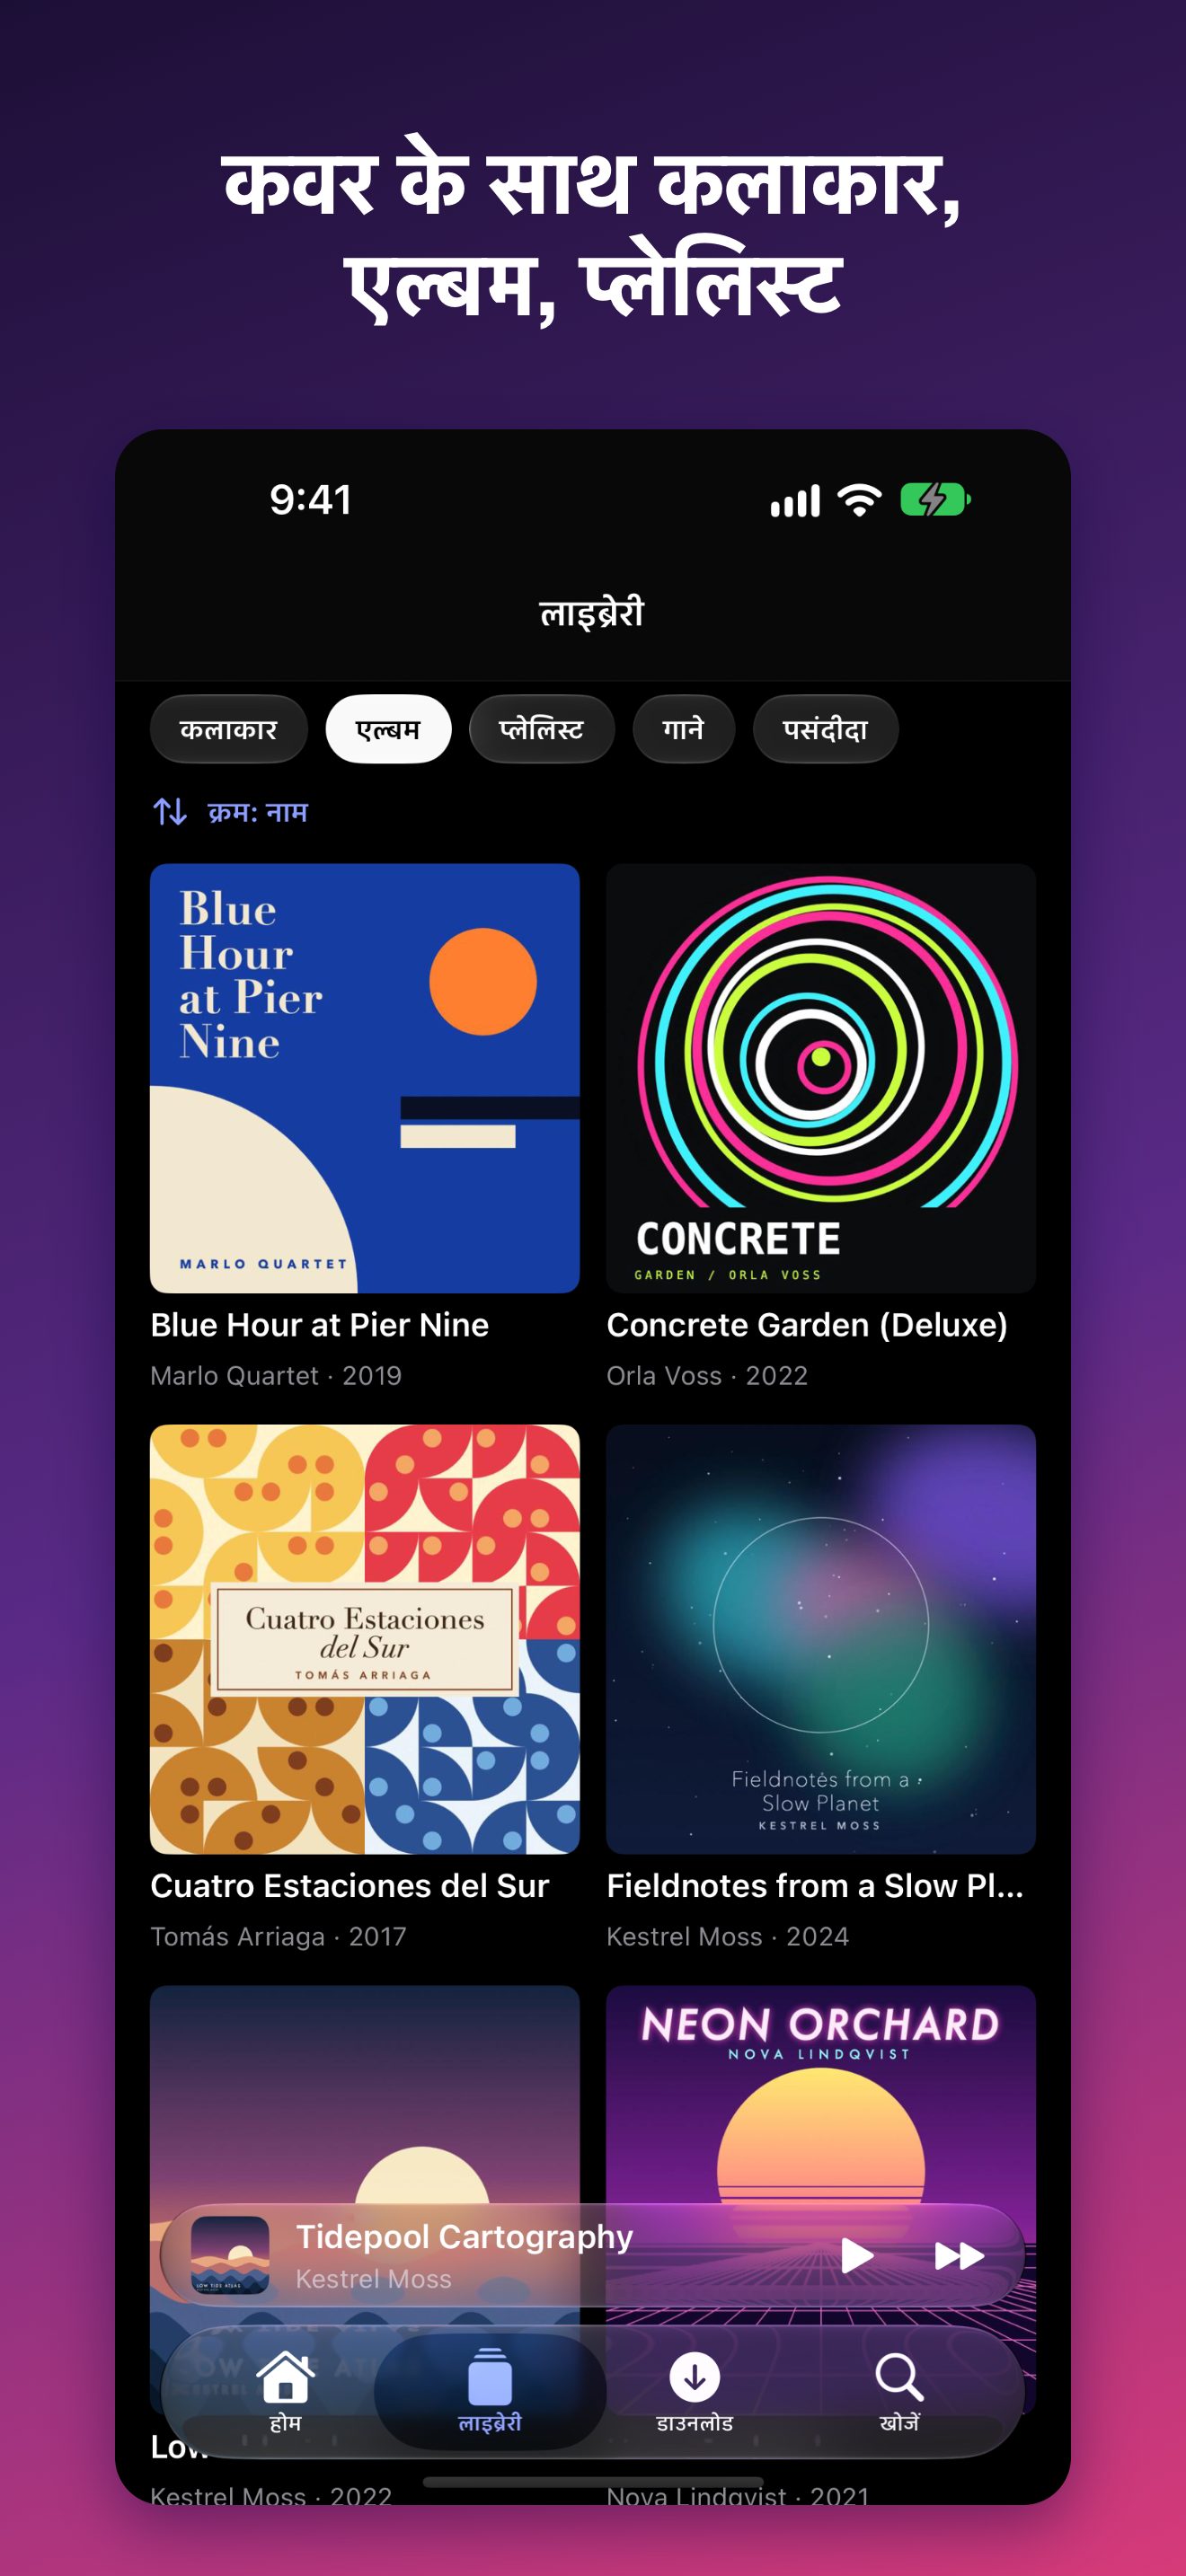 कवर के साथ कलाकार,
एल्बम, प्लेलिस्ट
9:41
लाइब्रेरी
कलाकार
एल्बम
प्लेलिस्ट
गाने
पसंदीदा
क्रम: नाम
Blue
Hour
at Pier
Nine
MARLO QUARTET
CONCRETE
GARDEN / ORLA VOSS
Blue Hour at Pier Nine
Marlo Quartet · 2019
Concrete Garden (Deluxe)
Orla Voss · 2022
Cuatro Estaciones
del Sur
TOMÁS ARRIAGA
Fieldnotes from a
Slow Planet
KESTREL MOSS
Cuatro Estaciones del Sur
Tomás Arriaga · 2017
Fieldnotes from a Slow Pl...
Kestrel Moss · 2024
NEON ORCHARD
NOVA LINDQVIST
Tidepool Cartography
Kestrel Moss
LOW TIDE ATLAS
होम
लाइब्रेरी
डाउनलोड
खोजें
Low
Kestrel Moss · 2022
Nova Lindqvist · 2021